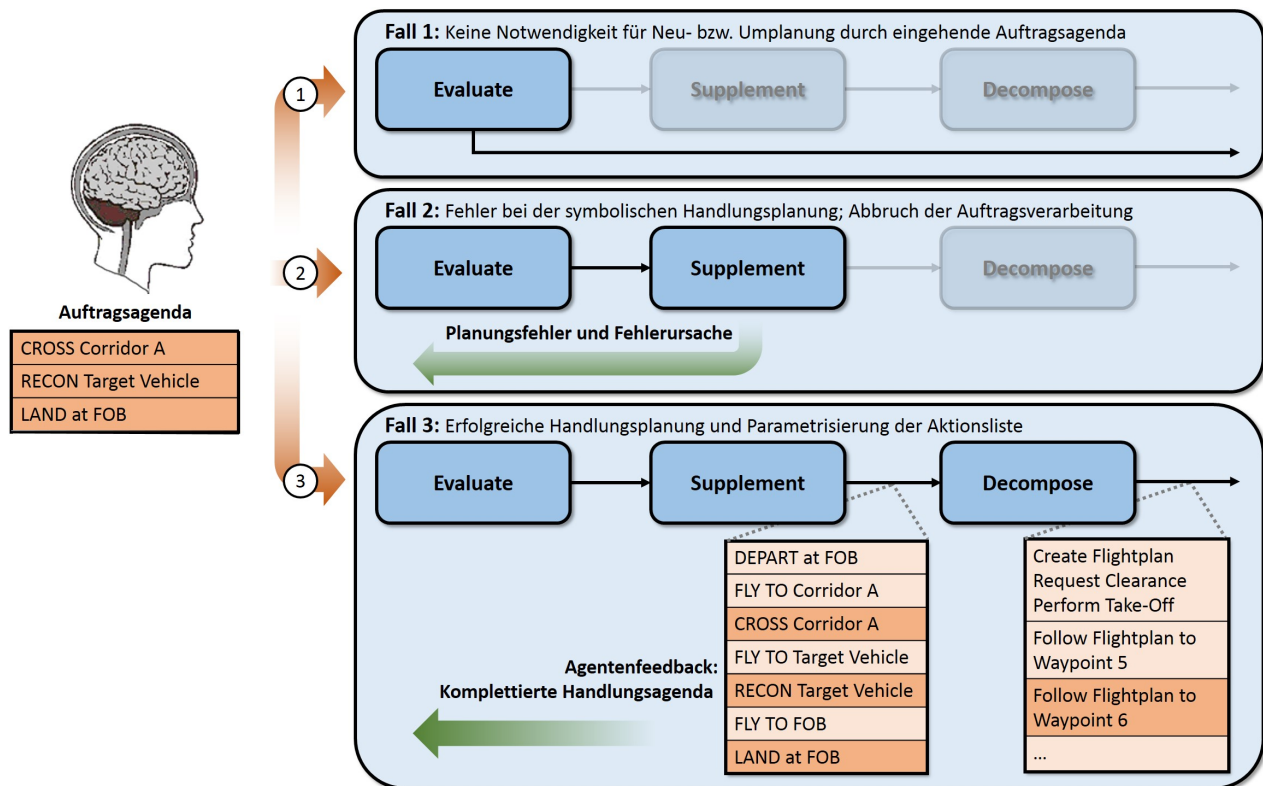 Fall 1: Keine Notwendigkeit für Neu- bzw. Umplanung durch eingehende Auftragsagenda
Evaluate
Supplement
Decompose
1
Fall 2: Fehler bei der symbolischen Handlungsplanung; Abbruch der Auftragsverarbeitung
Evaluate
Supplement
Decompose
2
Planungsfehler und Fehlerursache
Auftragsagenda
CROSS Corridor A
RECON Target Vehicle
LAND at FOB
Fall 3: Erfolgreiche Handlungsplanung und Parametrisierung der Aktionsliste
3
Evaluate
Supplement
Decompose
DEPART at FOB
FLY TO Corridor A
CROSS Corridor A
FLY TO Target Vehicle
RECON Target Vehicle
FLY TO FOB
LAND at FOB
Agentenfeedback:
Komplettierte Handlungsagenda
Create Flightplan
Request Clearance
Perform Take-Off
Follow Flightplan to
Waypoint 5
Follow Flightplan to
Waypoint 6
...